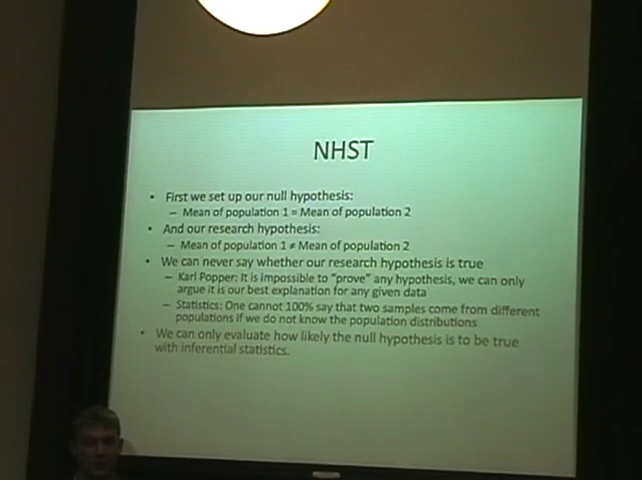 NHST
• First we set up our null hypothesis:
– Mean of population 1 = Mean of population 2
• And our research hypothesis:
– Mean of population 1 ≠ Mean of population 2
• We can never say whether our research hypothesis is true
– Karl Popper: It is impossible to "prove" any hypothesis, we can only
argue it is our best explanation for any given data
– Statistics: One cannot 100% say that two samples come from different
populations if we do not know the population distributions
• We can only evaluate how likely the null hypothesis is to be true
with inferential statistics.